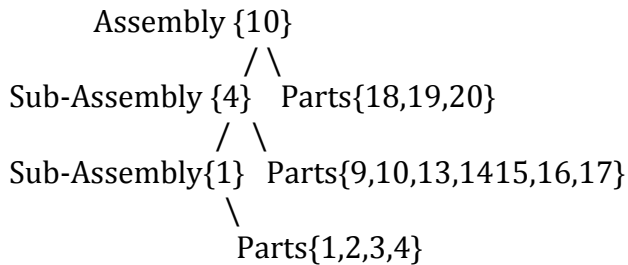 Assembly {10}
/ \
Sub-Assembly {4} Parts{18,19,20}
/ \
Sub-Assembly{1} Parts{9,10,13,1415,16,17}
\
Parts{1,2,3,4}